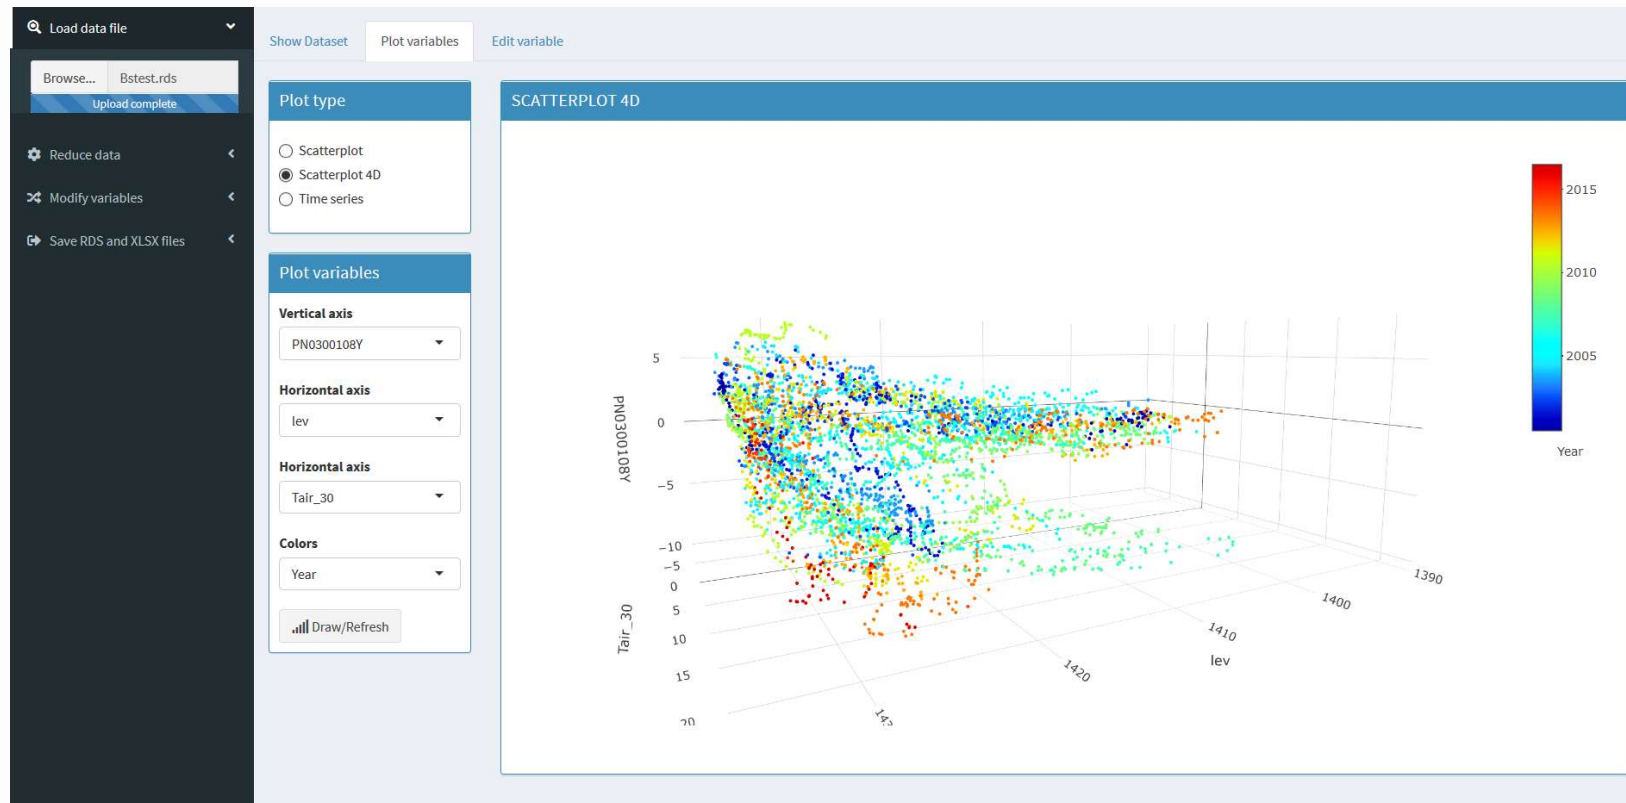 Load data file
Browse...
Bstest.rds
Upload complete
Reduce data
Modify variables
Save RDS and XLSX files
Show Dataset
Plot variables
Edit variable
Plot type
Scatterplot
Scatterplot 4D
Time series
Plot variables
Vertical axis
PN0300108Y
Horizontal axis
lev
Horizontal axis
Tair_30
Colors
Year
Draw/Refresh
SCATTERPLOT 4D
5
0
−5
−10
PN0300108Y
−5
0
5
10
15
20
Tair_30
1420
1410
1400
1390
lev
2015
2010
2005
Year